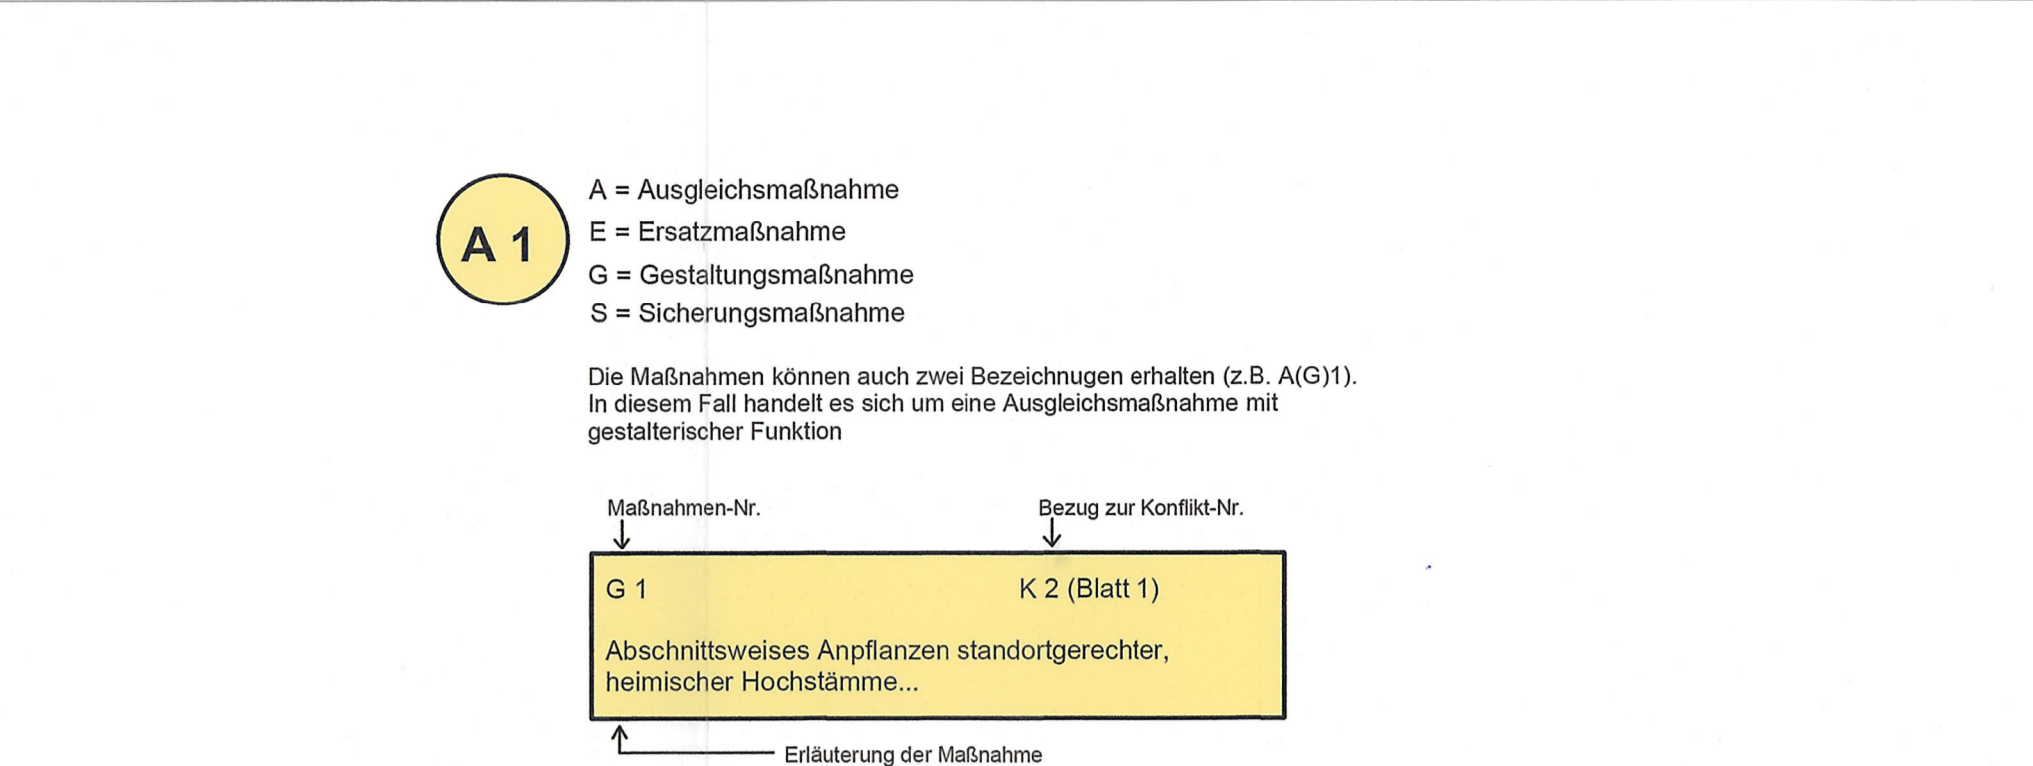 A 1
A = Ausgleichsmaßnahme
E = Ersatzmaßnahme
G = Gestaltungsmaßnahme
S = Sicherungsmaßnahme
Die Maßnahmen können auch zwei Bezeichnugen erhalten (z.B. A(G)1).
In diesem Fall handelt es sich um eine Ausgleichsmaßnahme mit
gestalterischer Funktion
Maßnahmen-Nr. Bezug zur Konflikt-Nr.
G 1 K 2 (Blatt 1)
Abschnittsweises Anpflanzen standortgerechter,
heimischer Hochstämme...
Erläuterung der Maßnahme